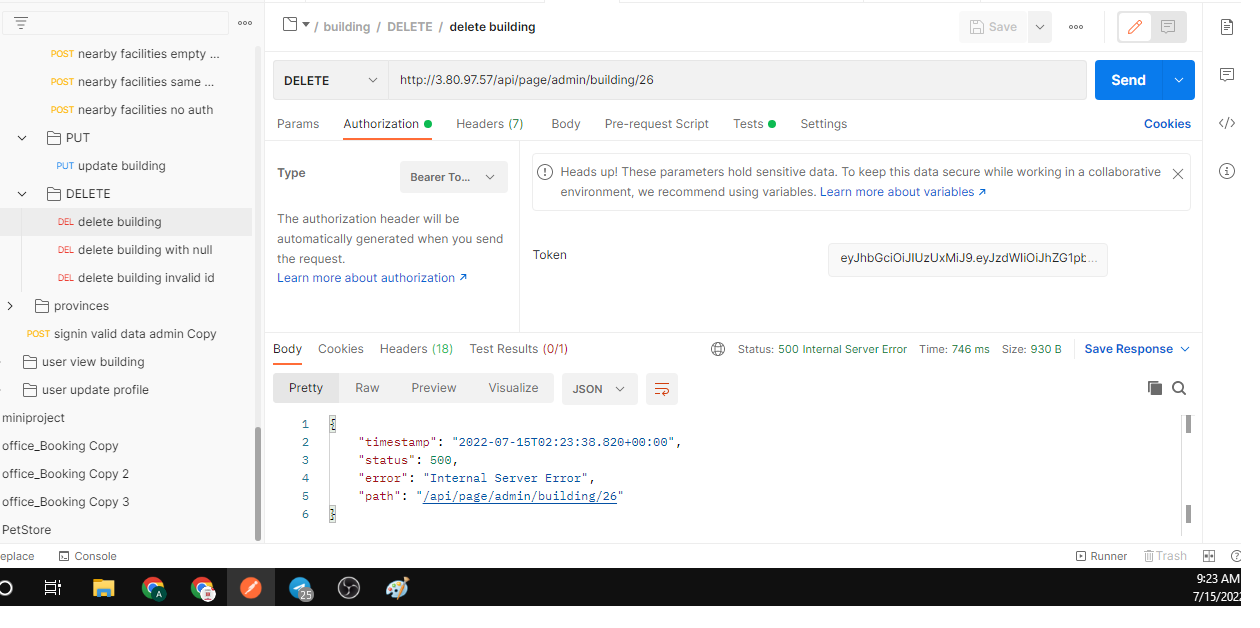 / building / DELETE / delete building
Save
POST nearby facilities empty ...
POST nearby facilities same ...
POST nearby facilities no auth
PUT
PUT update building
DELETE
DEL delete building
DEL delete building with null
DEL delete building invalid id
provinces
POST signin valid data admin Copy
user view building
user update profile
miniproject
office_Booking Copy
office_Booking Copy 2
office_Booking Copy 3
PetStore
DELETE http://3.80.97.57/api/page/admin/building/26 Send
Params Authorization Headers (7) Body Pre-request Script Tests Settings Cookies
Type Bearer To...
The authorization header will be
automatically generated when you send
the request.
Learn more about authorization ↗
Heads up! These parameters hold sensitive data. To keep this data secure while working in a collaborative
environment, we recommend using variables. Learn more about variables ↗
Token eyJhbGciOiJIUzUxMiJ9.eyJzdWIiOiJhZG1pb...
Body Cookies Headers (18) Test Results (0/1) Status: 500 Internal Server Error Time: 746 ms Size: 930 B Save Response
Pretty Raw Preview Visualize JSON
1 {
2 "timestamp": "2022-07-15T02:23:38.820+00:00",
3 "status": 500,
4 "error": "Internal Server Error",
5 "path": "/api/page/admin/building/26"
6 }
eplace Console Runner Trash
A
25
9:23 AM
7/15/202